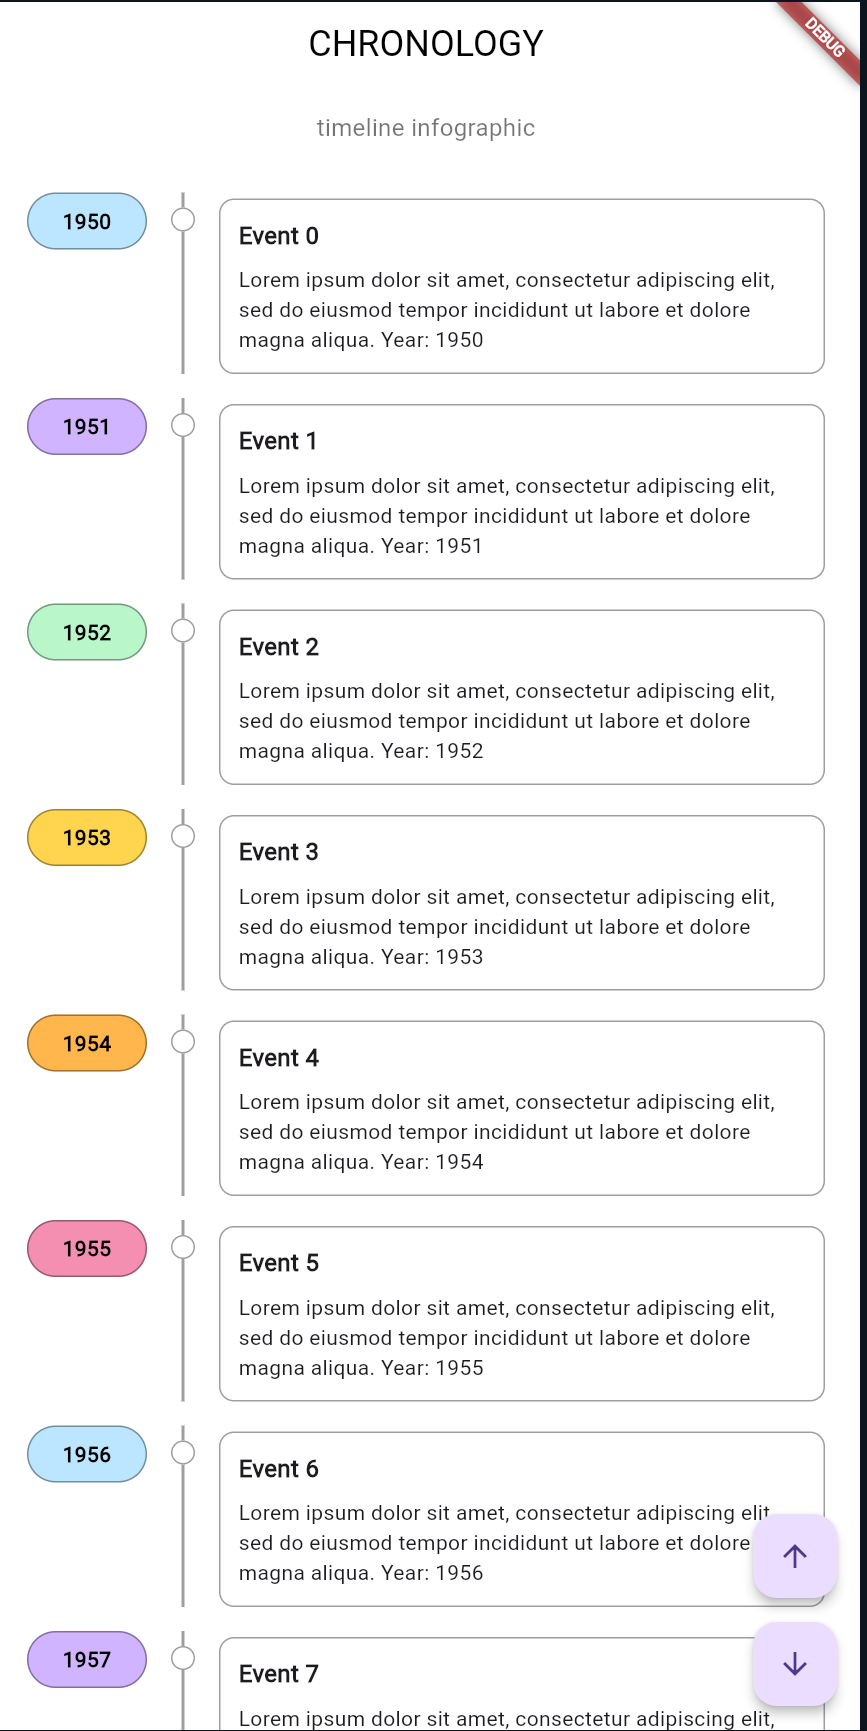 CHRONOLOGY
DEBUG
timeline infographic
1950
Event 0
Lorem ipsum dolor sit amet, consectetur adipiscing elit,
sed do eiusmod tempor incididunt ut labore et dolore
magna aliqua. Year: 1950
1951
Event 1
Lorem ipsum dolor sit amet, consectetur adipiscing elit,
sed do eiusmod tempor incididunt ut labore et dolore
magna aliqua. Year: 1951
1952
Event 2
Lorem ipsum dolor sit amet, consectetur adipiscing elit,
sed do eiusmod tempor incididunt ut labore et dolore
magna aliqua. Year: 1952
1953
Event 3
Lorem ipsum dolor sit amet, consectetur adipiscing elit,
sed do eiusmod tempor incididunt ut labore et dolore
magna aliqua. Year: 1953
1954
Event 4
Lorem ipsum dolor sit amet, consectetur adipiscing elit,
sed do eiusmod tempor incididunt ut labore et dolore
magna aliqua. Year: 1954
1955
Event 5
Lorem ipsum dolor sit amet, consectetur adipiscing elit,
sed do eiusmod tempor incididunt ut labore et dolore
magna aliqua. Year: 1955
1956
Event 6
Lorem ipsum dolor sit amet, consectetur adipiscing elit
sed do eiusmod tempor incididunt ut labore et dolore
magna aliqua. Year: 1956
1957
Event 7
Lorem ipsum dolor sit amet, consectetur adipiscing elit,